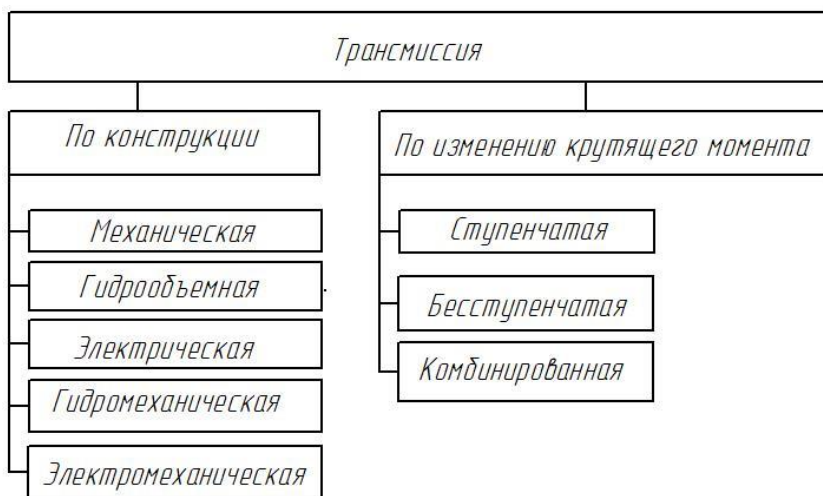 Трансмиссия
По конструкции
Механическая
Гидрообъемная
Электрическая
Гидромеханическая
Электромеханическая
По изменению крутящего момента
Ступенчатая
Бесступенчатая
Комбинированная